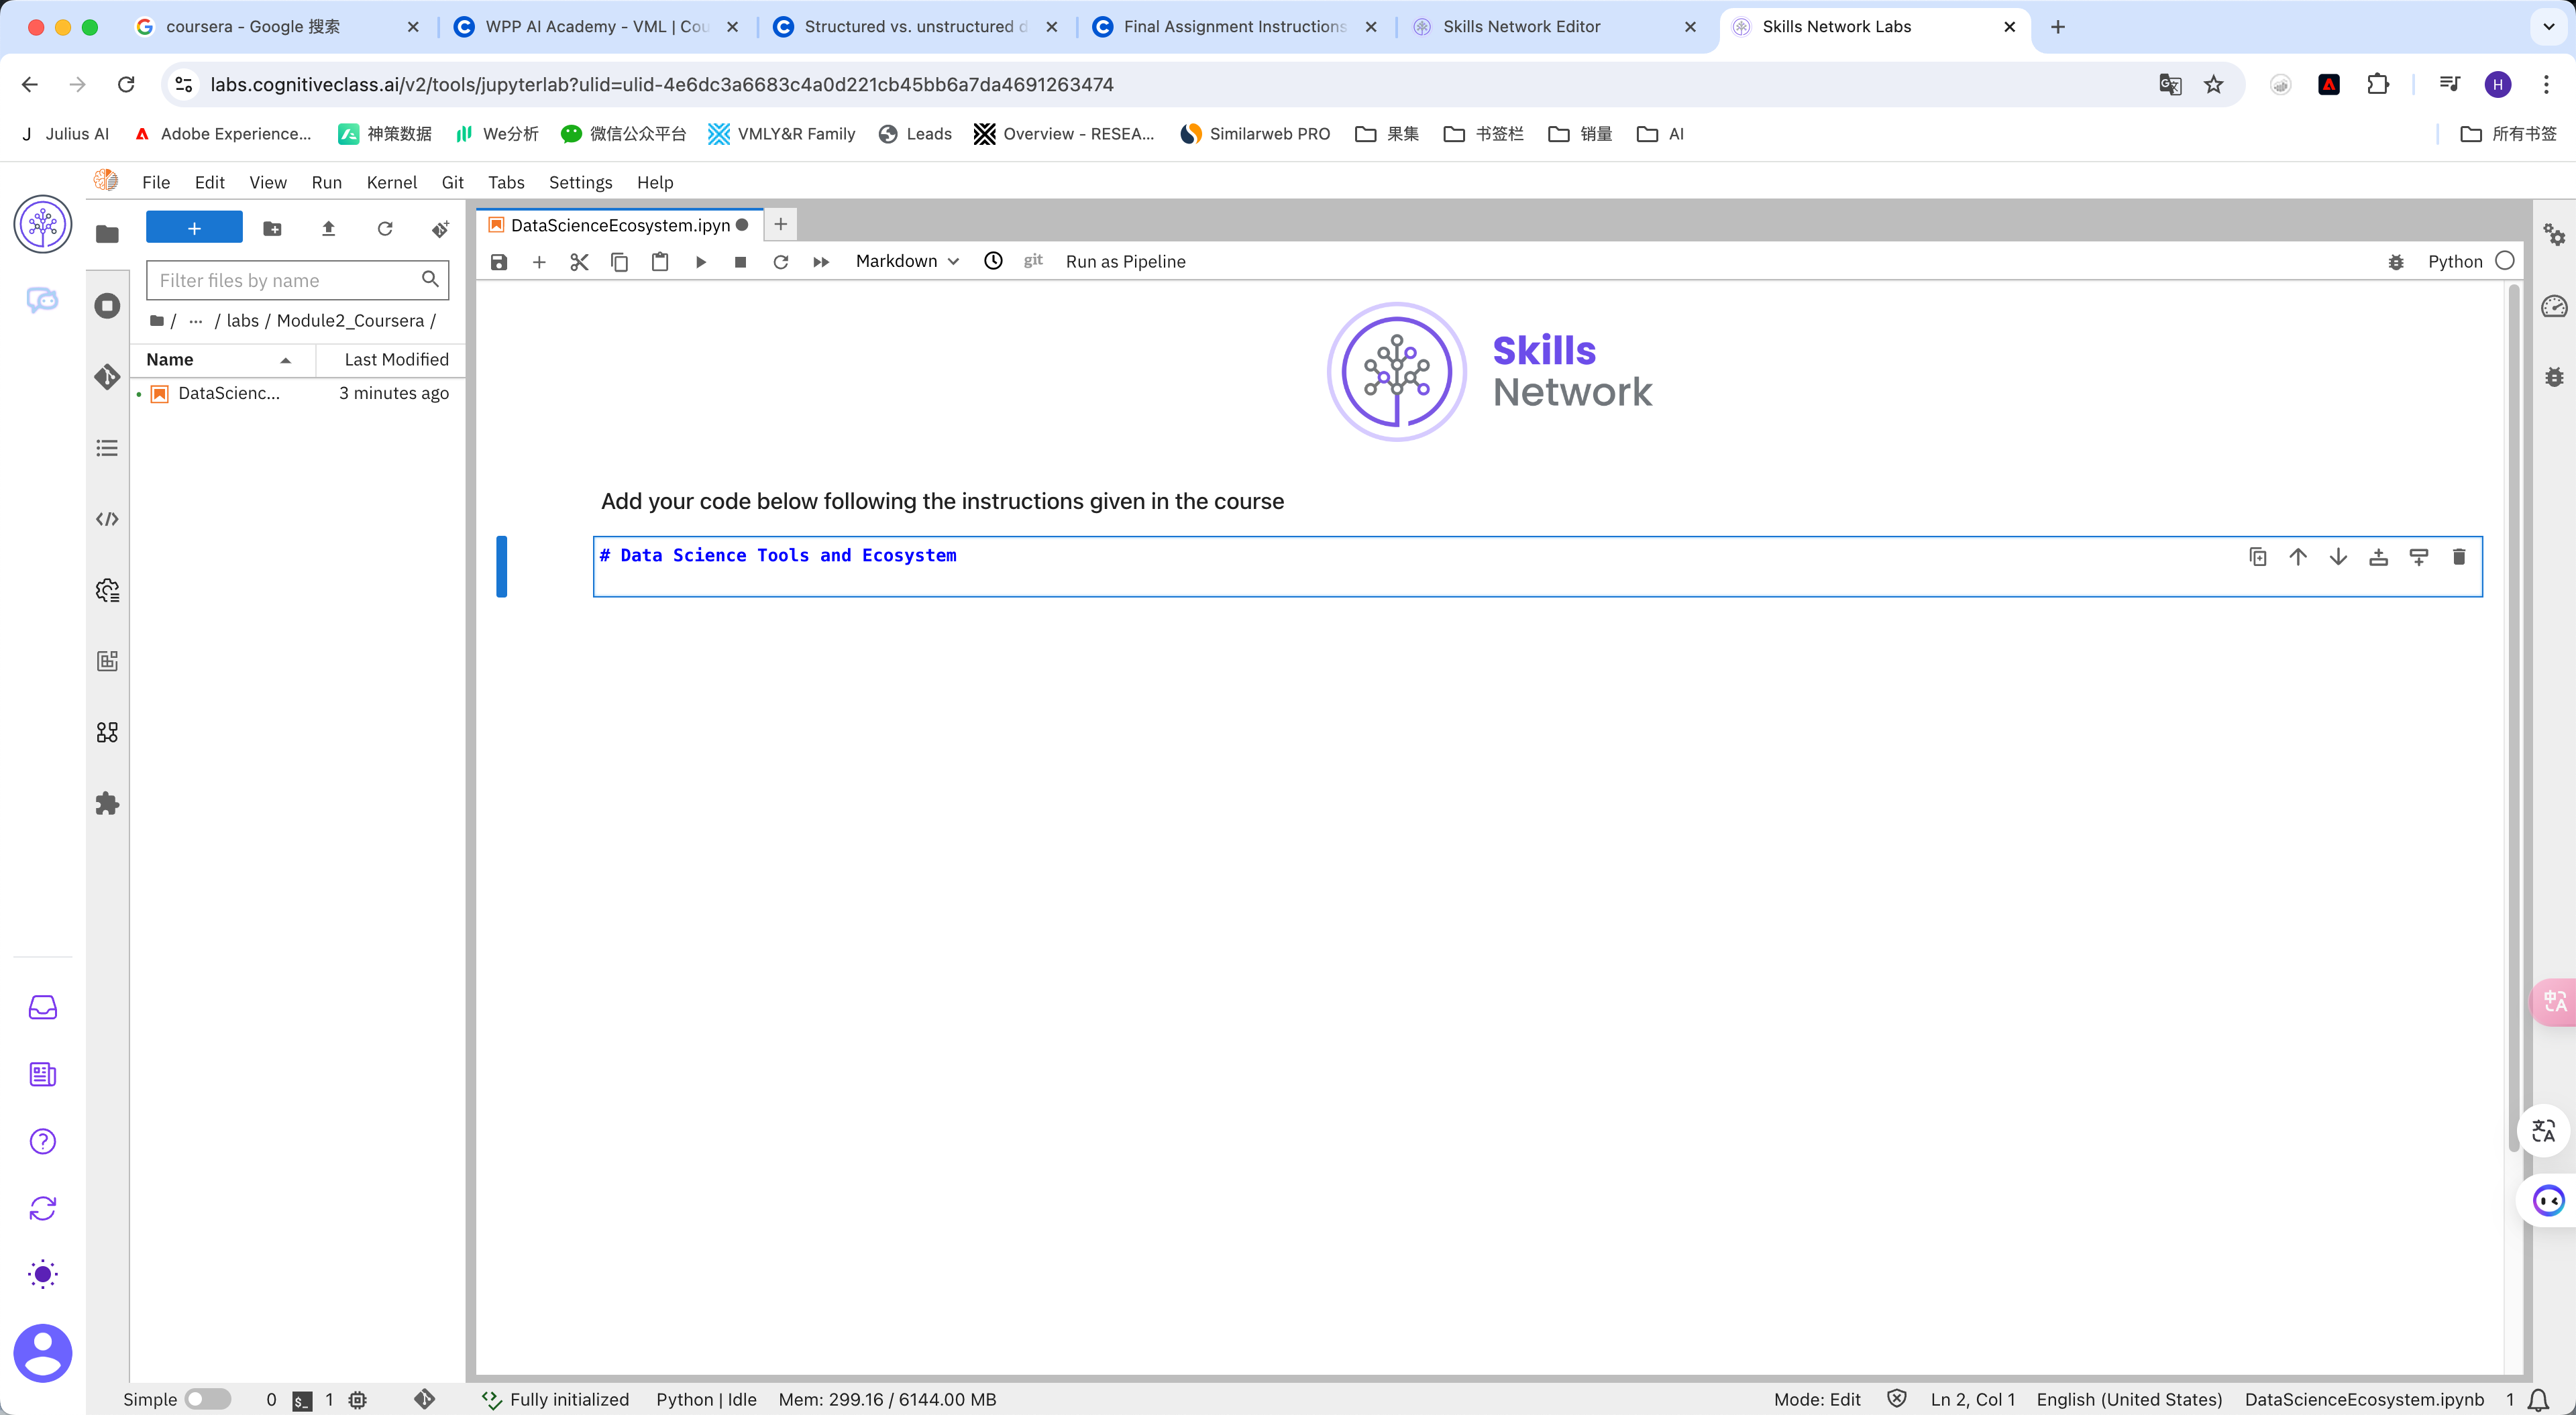 coursera - Google 搜索
WPP AI Academy - VML | Cou
Structured vs. unstructured d
Final Assignment Instructions
Skills Network Editor
Skills Network Labs
labs.cognitiveclass.ai/v2/tools/jupyterlab?ulid=ulid-4e6dc3a6683c4a0d221cb45bb6a7da4691263474
H
J Julius AI
Adobe Experience...
神策数据
We分析
微信公众平台
VMLY&R Family
Leads
Overview - RESEA...
Similarweb PRO
果集
书签栏
销量
AI
所有书签
File Edit View Run Kernel Git Tabs Settings Help
DataScienceEcosystem.ipyn
Markdown
git
Run as Pipeline
Python
Filter files by name
/ ... / labs / Module2_Coursera /
Name
Last Modified
DataScienc...
3 minutes ago
Skills
Network
Add your code below following the instructions given in the course
# Data Science Tools and Ecosystem
Simple
0
1
Fully initialized
Python | Idle
Mem: 299.16 / 6144.00 MB
Mode: Edit
Ln 2, Col 1
English (United States)
DataScienceEcosystem.ipynb
1